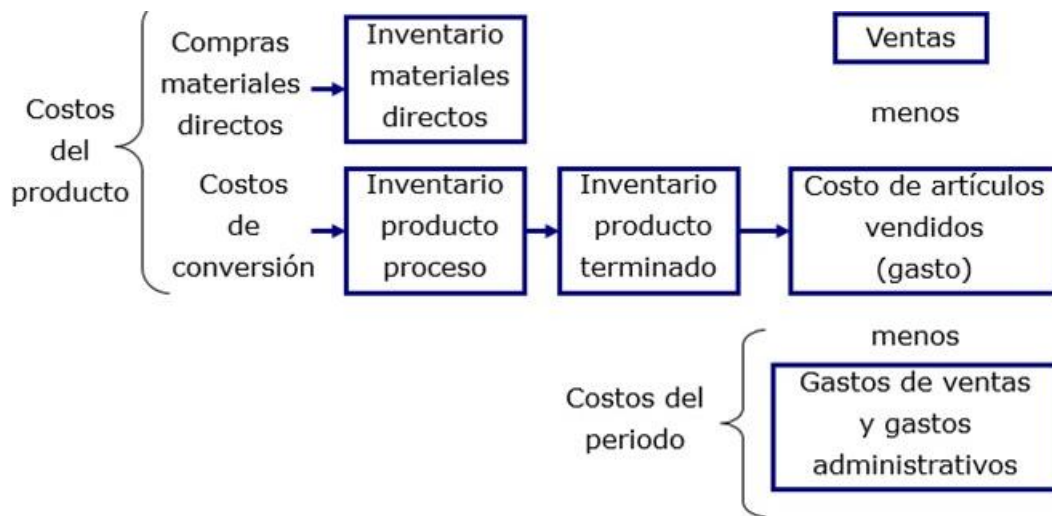 Costos
del
producto
Compras
materiales
directos
Inventario
materiales
directos
Costos
de
conversión
Inventario
producto
proceso
Inventario
producto
terminado
Ventas
menos
Costo de artículos
vendidos
(gasto)
menos
Costos del
periodo
Gastos de ventas
y gastos
administrativos